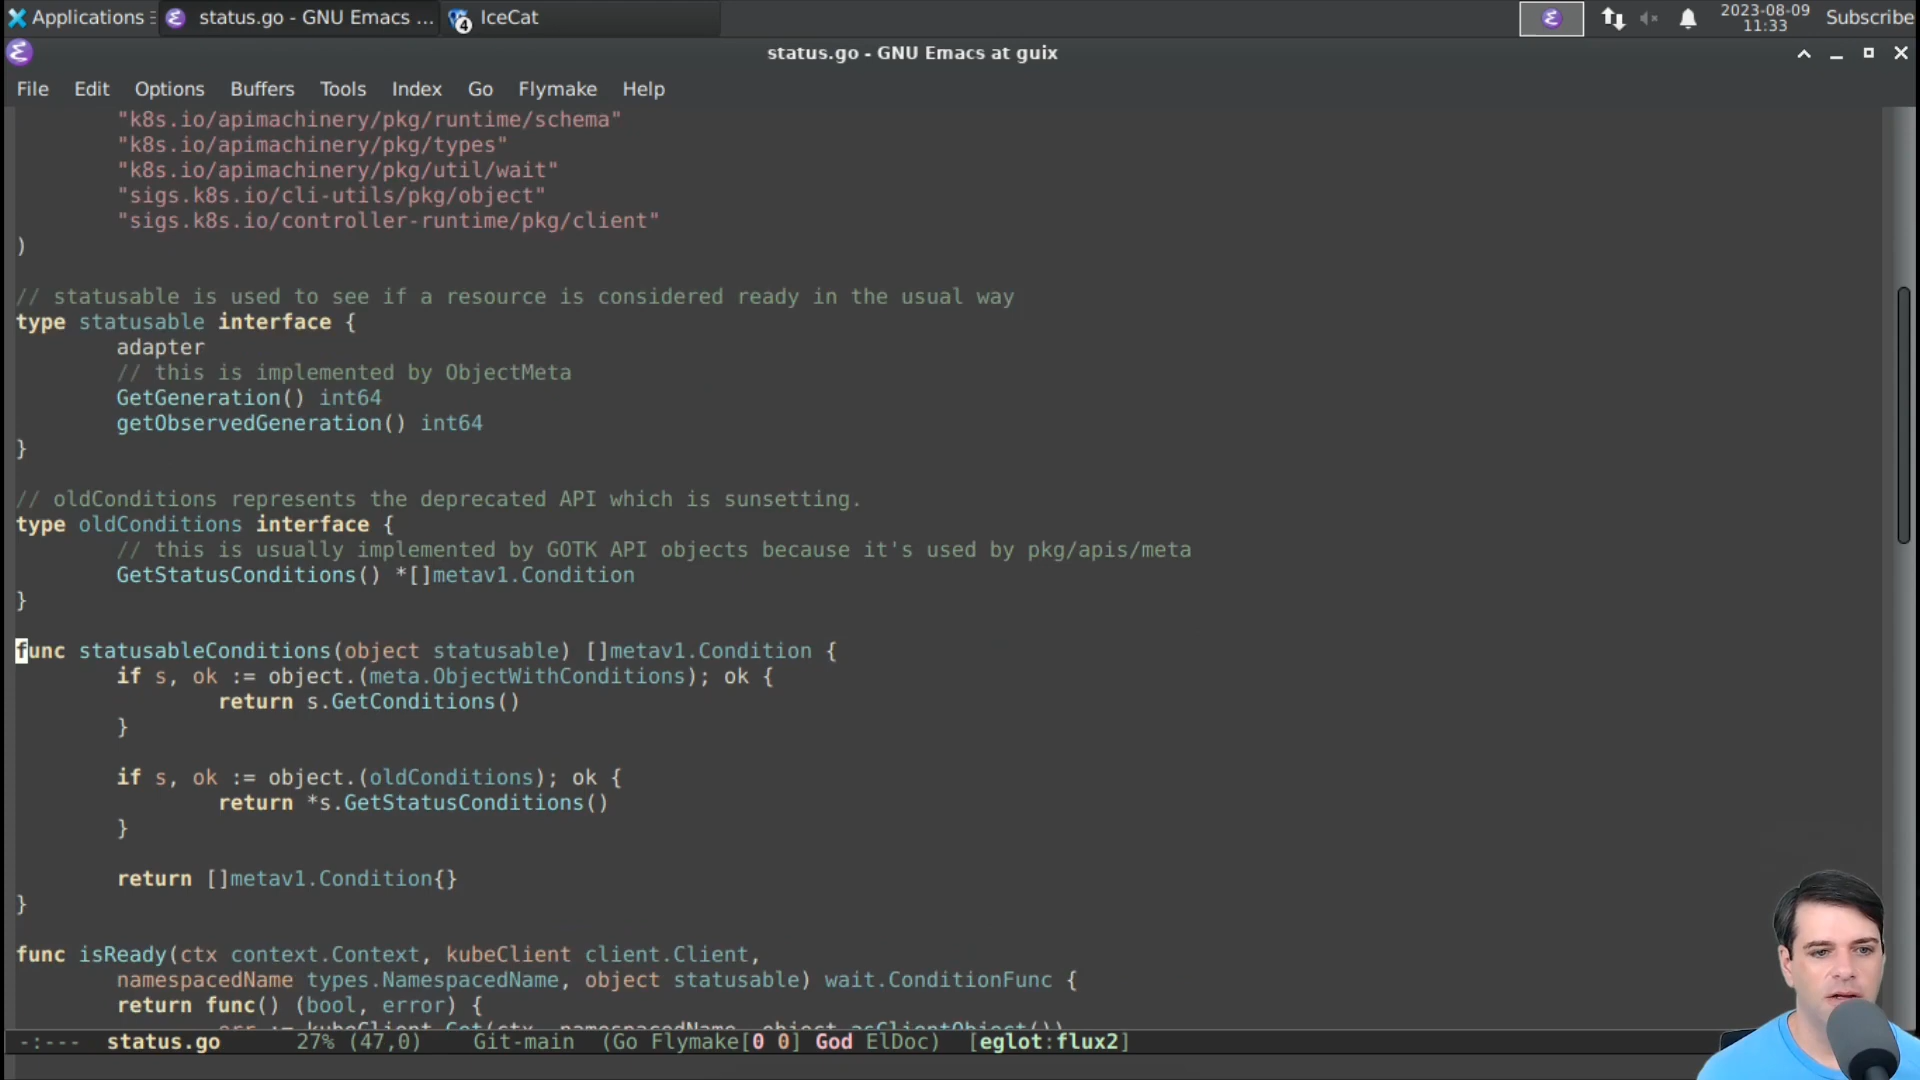 Applications
status.go - GNU Emacs ...
4
IceCat
2023-08-09
11:33
Subscribe
status.go - GNU Emacs at guix
File Edit Options Buffers Tools Index Go Flymake Help
"k8s.io/apimachinery/pkg/runtime/schema"
"k8s.io/apimachinery/pkg/types"
"k8s.io/apimachinery/pkg/util/wait"
"sigs.k8s.io/cli-utils/pkg/object"
"sigs.k8s.io/controller-runtime/pkg/client"
)
// statusable is used to see if a resource is considered ready in the usual way
type statusable interface {
adapter
// this is implemented by ObjectMeta
GetGeneration() int64
getObservedGeneration() int64
}
// oldConditions represents the deprecated API which is sunsetting.
type oldConditions interface {
// this is usually implemented by GOTK API objects because it's used by pkg/apis/meta
GetStatusConditions() *[]metav1.Condition
}
func statusableConditions(object statusable) []metav1.Condition {
if s, ok := object.(meta.ObjectWithConditions); ok {
return s.GetConditions()
}
if s, ok := object.(oldConditions); ok {
return *s.GetStatusConditions()
}
return []metav1.Condition{}
}
func isReady(ctx context.Context, kubeClient client.Client,
namespacedName types.NamespacedName, object statusable) wait.ConditionFunc {
return func() (bool, error) {
err := kubeClient.Get(ctx, namespacedName, object.asClientObject())
-:--- status.go 27% (47,0) Git-main (Go Flymake[0 0] God ElDoc) [eglot:flux2]